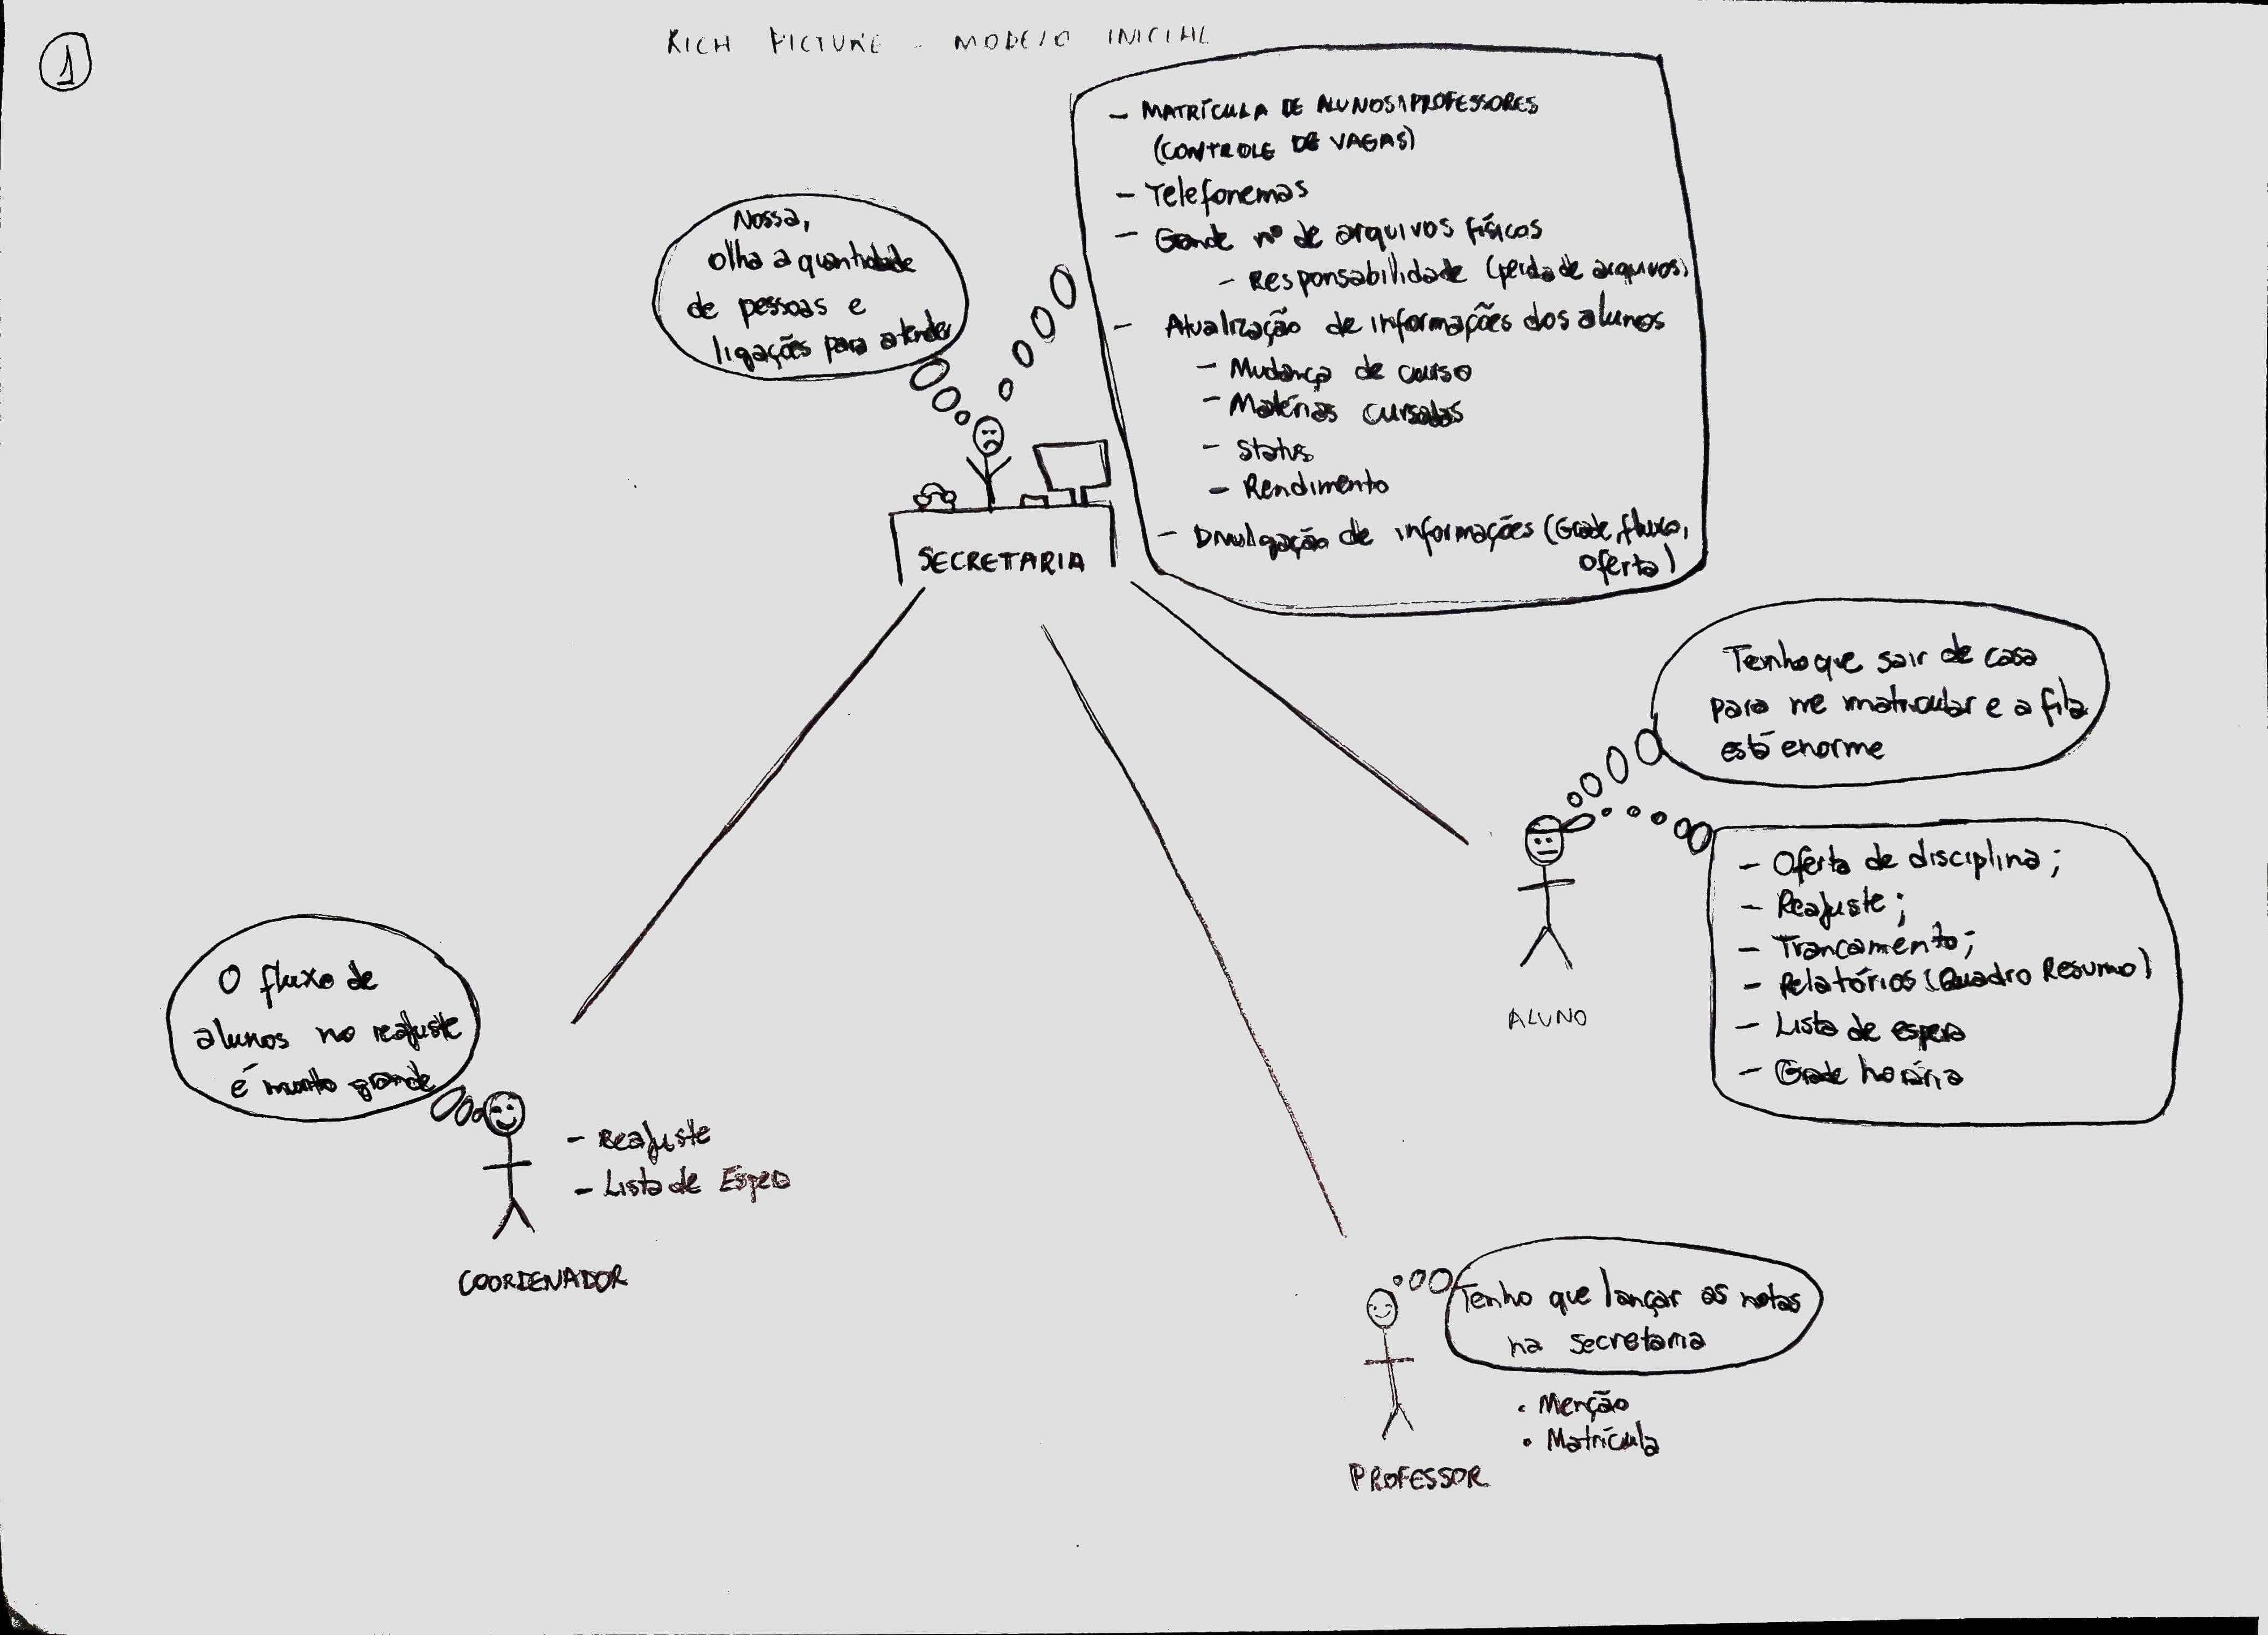 1
RICH PICTURE - MODELO INICIAL
- MATRÍCULA DE ALUNOS\PROFESSORES
(CONTROLE DE VAGAS)
- Telefonemas
- Grande nº de arquivos físicos
- Responsabilidade (perda de arquivos)
- Atualização de informações dos alunos
- Mudança de curso
- Matérias cursadas
- Status
- Rendimento
- Divulgação de informações (Grade, fluxo,
oferta)
Nossa,
olha a quantidade
de pessoas e
ligações para atender
SECRETARIA
Tenho que sair de casa
para me matricular e a fila
está enorme
- Oferta de disciplina;
- Reajuste;
- Trancamento;
- Relatórios (Quadro Resumo)
- Lista de espera
- Grade horária
ALUNO
O fluxo de
alunos no reajuste
é muito grande
- Reajuste
- Lista de Espera
COORDENADOR
Tenho que lançar as notas
na secretaria
• Menção
• Matrícula
PROFESSOR